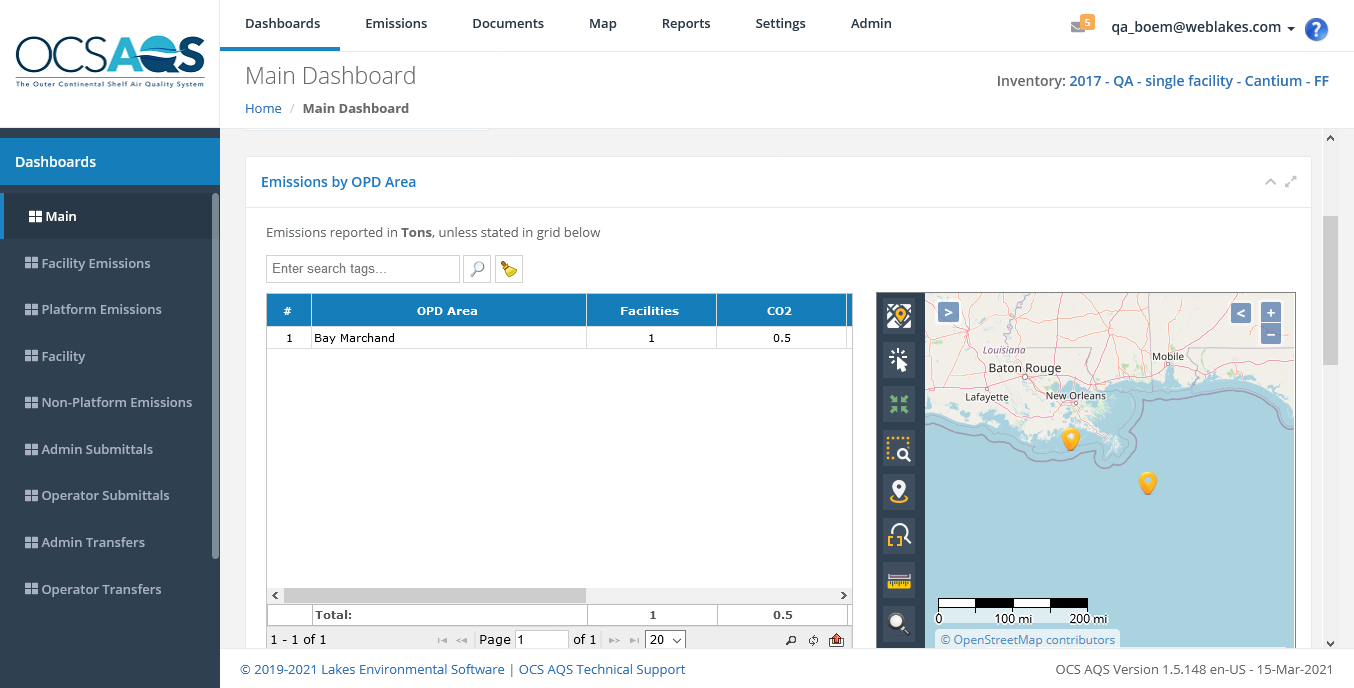 Dashboards Emissions Documents Map Reports Settings Admin 5 qa_boem@weblakes.com ?
OCSAQS
The Outer Continental Shelf Air Quality System
Main Dashboard
Inventory: 2017 - QA - single facility - Cantium - FF
Home / Main Dashboard
Dashboards
Main
Facility Emissions
Platform Emissions
Facility
Non-Platform Emissions
Admin Submittals
Operator Submittals
Admin Transfers
Operator Transfers
Emissions by OPD Area
Emissions reported in Tons, unless stated in grid below
Enter search tags...
# OPD Area Facilities CO2
1 Bay Marchand 1 0.5
Total: 1 0.5
1 - 1 of 1 Page 1 of 1 20
> < +
−
Louisiana
Mobile
Baton Rouge
Lafayette
New Orleans
0 100 mi 200 mi
© OpenStreetMap contributors
© 2019-2021 Lakes Environmental Software | OCS AQS Technical Support
OCS AQS Version 1.5.148 en-US - 15-Mar-2021